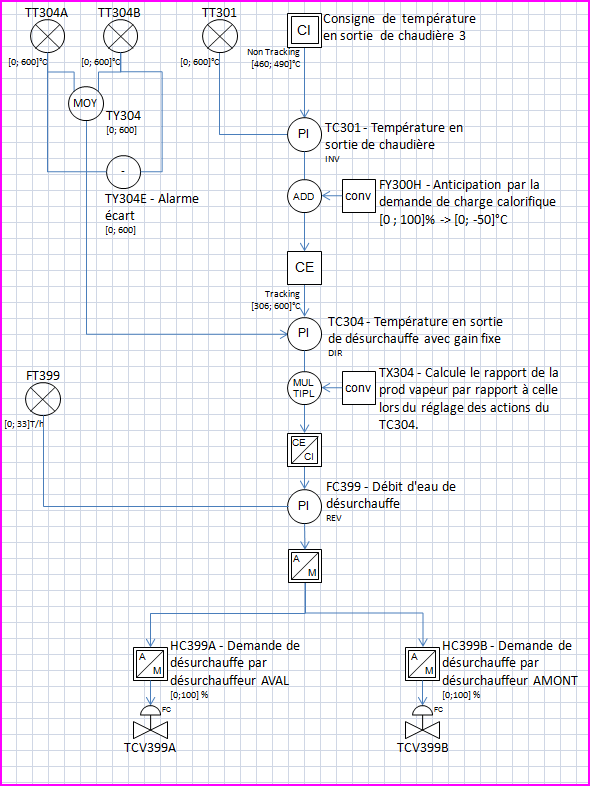 TT304A
TT304B
TT301
CI
Consigne de température
en sortie de chaudière 3
Non Tracking
[460; 490]°C
[0; 600]°C
[0; 600]°C
[0; 600]°C
MOY
TY304
[0; 600]
PI
TC301 - Température en
sortie de chaudière
INV
-
TY304E - Alarme
écart
[0; 600]
ADD
conv
FY300H - Anticipation par la
demande de charge calorifique
[0 ; 100]% -> [0; -50]°C
CE
Tracking
[306; 600]°C
PI
TC304 - Température en sortie
de désurchauffe avec gain fixe
DIR
FT399
[0; 33]T/h
MUL
TIPL
conv
TX304 - Calcule le rapport de la
prod vapeur par rapport à celle
lors du réglage des actions du
TC304.
CE
CI
PI
FC399 - Débit d'eau de
désurchauffe
REV
A
M
A
M
HC399A - Demande de
désurchauffe par
désurchauffeur AVAL
[0;100] %
FC
TCV399A
A
M
HC399B - Demande de
désurchauffe par
désurchauffeur AMONT
[0;100] %
FC
TCV399B